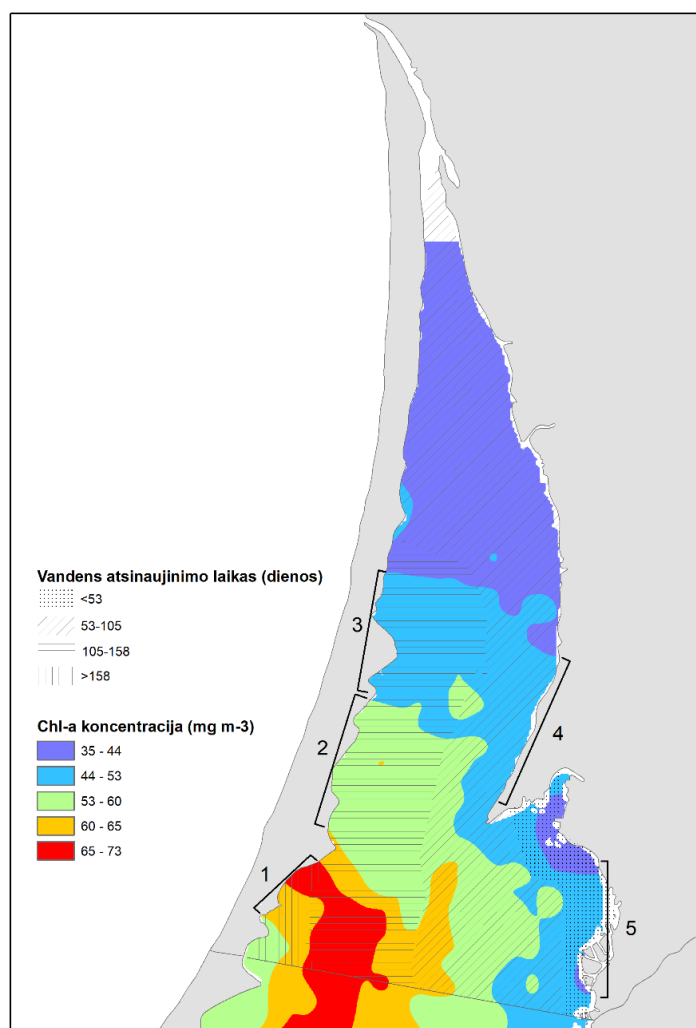 Vandens atsinaujinimo laikas (dienos)
<53
53-105
105-158
>158
Chl-a koncentracija (mg m-3)
35 - 44
44 - 53
53 - 60
60 - 65
65 - 73
3
2
4
1
5